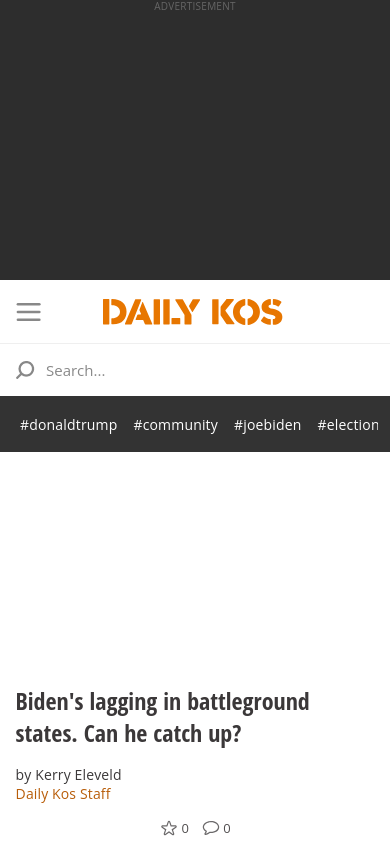 ADVERTISEMENT
DAILY KOS
Search...
#donaldtrump #community #joebiden #election
Biden's lagging in battleground
states. Can he catch up?
by Kerry Eleveld
Daily Kos Staff
0 0